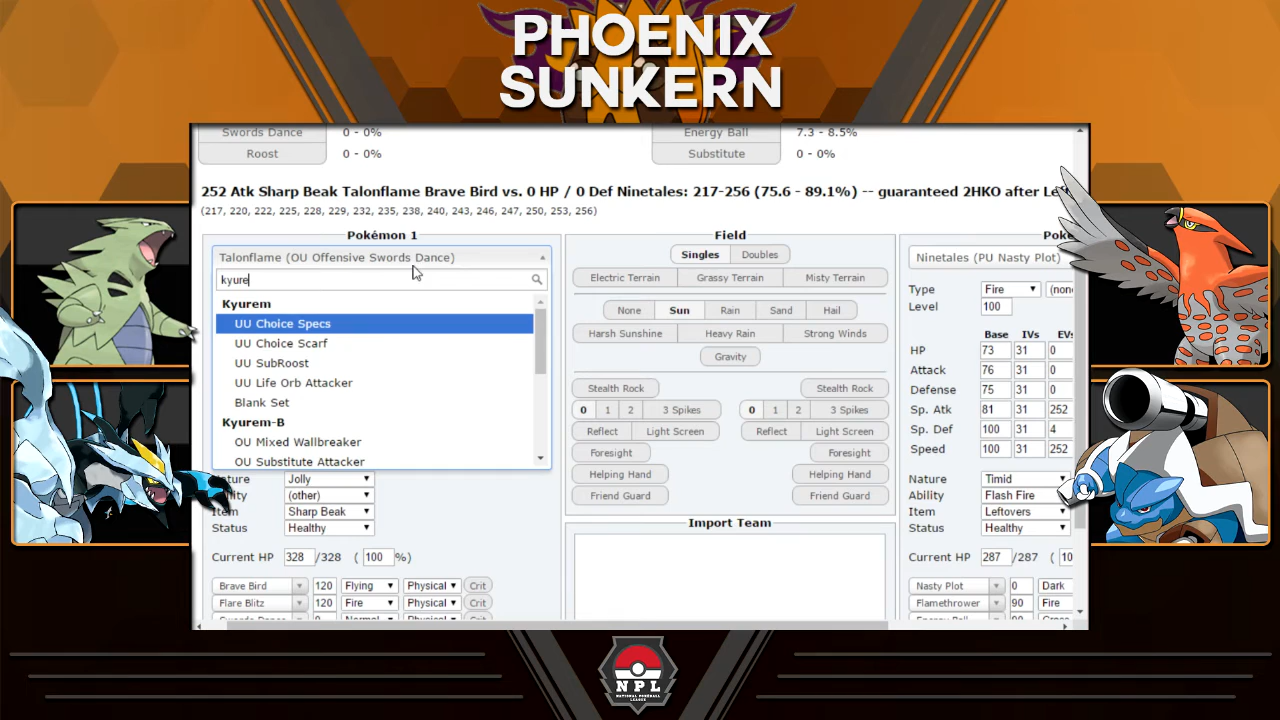 PHOENIX
SUNKERN
Swords Dance 0 - 0% Energy Ball 7.3 - 8.5%
Roost 0 - 0% Substitute 0 - 0%
252 Atk Sharp Beak Talonflame Brave Bird vs. 0 HP / 0 Def Ninetales: 217-256 (75.6 - 89.1%) -- guaranteed 2HKO after
(217, 220, 222, 225, 228, 229, 232, 235, 238, 240, 243, 246, 247, 250, 253, 256)
Pokémon 1
Talonflame (OU Offensive Swords Dance)
kyure
Kyurem
UU Choice Specs
UU Choice Scarf
UU SubRoost
UU Life Orb Attacker
Blank Set
Kyurem-B
OU Mixed Wallbreaker
OU Substitute Attacker
Nature Jolly
Ability (other)
Item Sharp Beak
Status Healthy
Current HP 328 /328 ( 100 %)
Brave Bird 120 Flying Physical Crit
Flare Blitz 120 Fire Physical Crit
Field
Singles Doubles
Electric Terrain Grassy Terrain Misty Terrain
None Sun Rain Sand Hail
Harsh Sunshine Heavy Rain Strong Winds
Gravity
Stealth Rock Stealth Rock
0 1 2 3 Spikes 0 1 2 3 Spikes
Reflect Light Screen Reflect Light Screen
Foresight Foresight
Helping Hand Helping Hand
Friend Guard Friend Guard
Import Team
Ninetales (PU Nasty Plot)
Type Fire
Level 100
Base IVs EVs
HP 73 31 0
Attack 76 31 0
Defense 75 31 0
Sp. Atk 81 31 252
Sp. Def 100 31 4
Speed 100 31 252
Nature Timid
Ability Flash Fire
Item Leftovers
Status Healthy
Current HP 287 /287 ( 10
Nasty Plot 0 Dark
Flamethrower 90 Fire
NPL
NATIONAL POKEBALL
LEAGUE